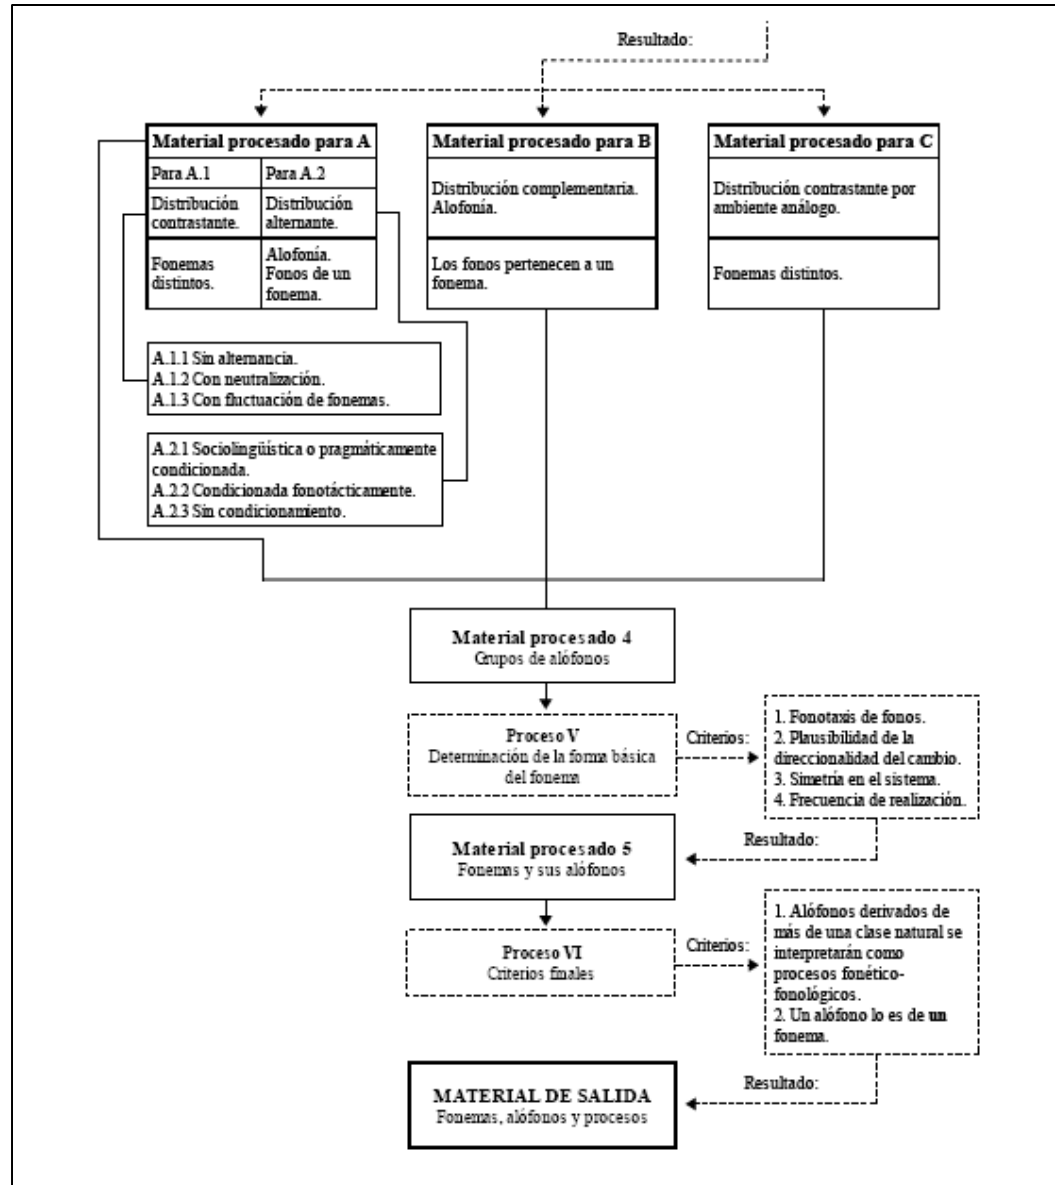 Resultado:
Material procesado para A
Para A.1
Para A.2
Distribución
contrastante.
Distribución
alternante.
Fonemas
distintos.
Alofonía.
Fonos de un
fonema.
Material procesado para B
Distribución complementaria.
Alofonía.
Los fonos pertenecen a un
fonema.
Material procesado para C
Distribución contrastante por
ambiente análogo.
Fonemas distintos.
A.1.1 Sin alternancia.
A.1.2 Con neutralización.
A.1.3 Con fluctuación de fonemas.
A.2.1 Sociolingüística o pragmáticamente
condicionada.
A.2.2 Condicionada fonotácticamente.
A.2.3 Sin condicionamiento.
Material procesado 4
Grupos de alófonos
Proceso V
Determinación de la forma básica
del fonema
Criterios:
1. Fonotaxis de fonos.
2. Plausibilidad de la
direccionalidad del cambio.
3. Simetría en el sistema.
4. Frecuencia de realización.
Resultado:
Material procesado 5
Fonemas y sus alófonos
Proceso VI
Criterios finales
Criterios:
1. Alófonos derivados de
más de una clase natural se
interpretarán como
procesos fonético-
fonológicos.
2. Un alófono lo es de un
fonema.
Resultado:
MATERIAL DE SALIDA
Fonemas, alófonos y procesos